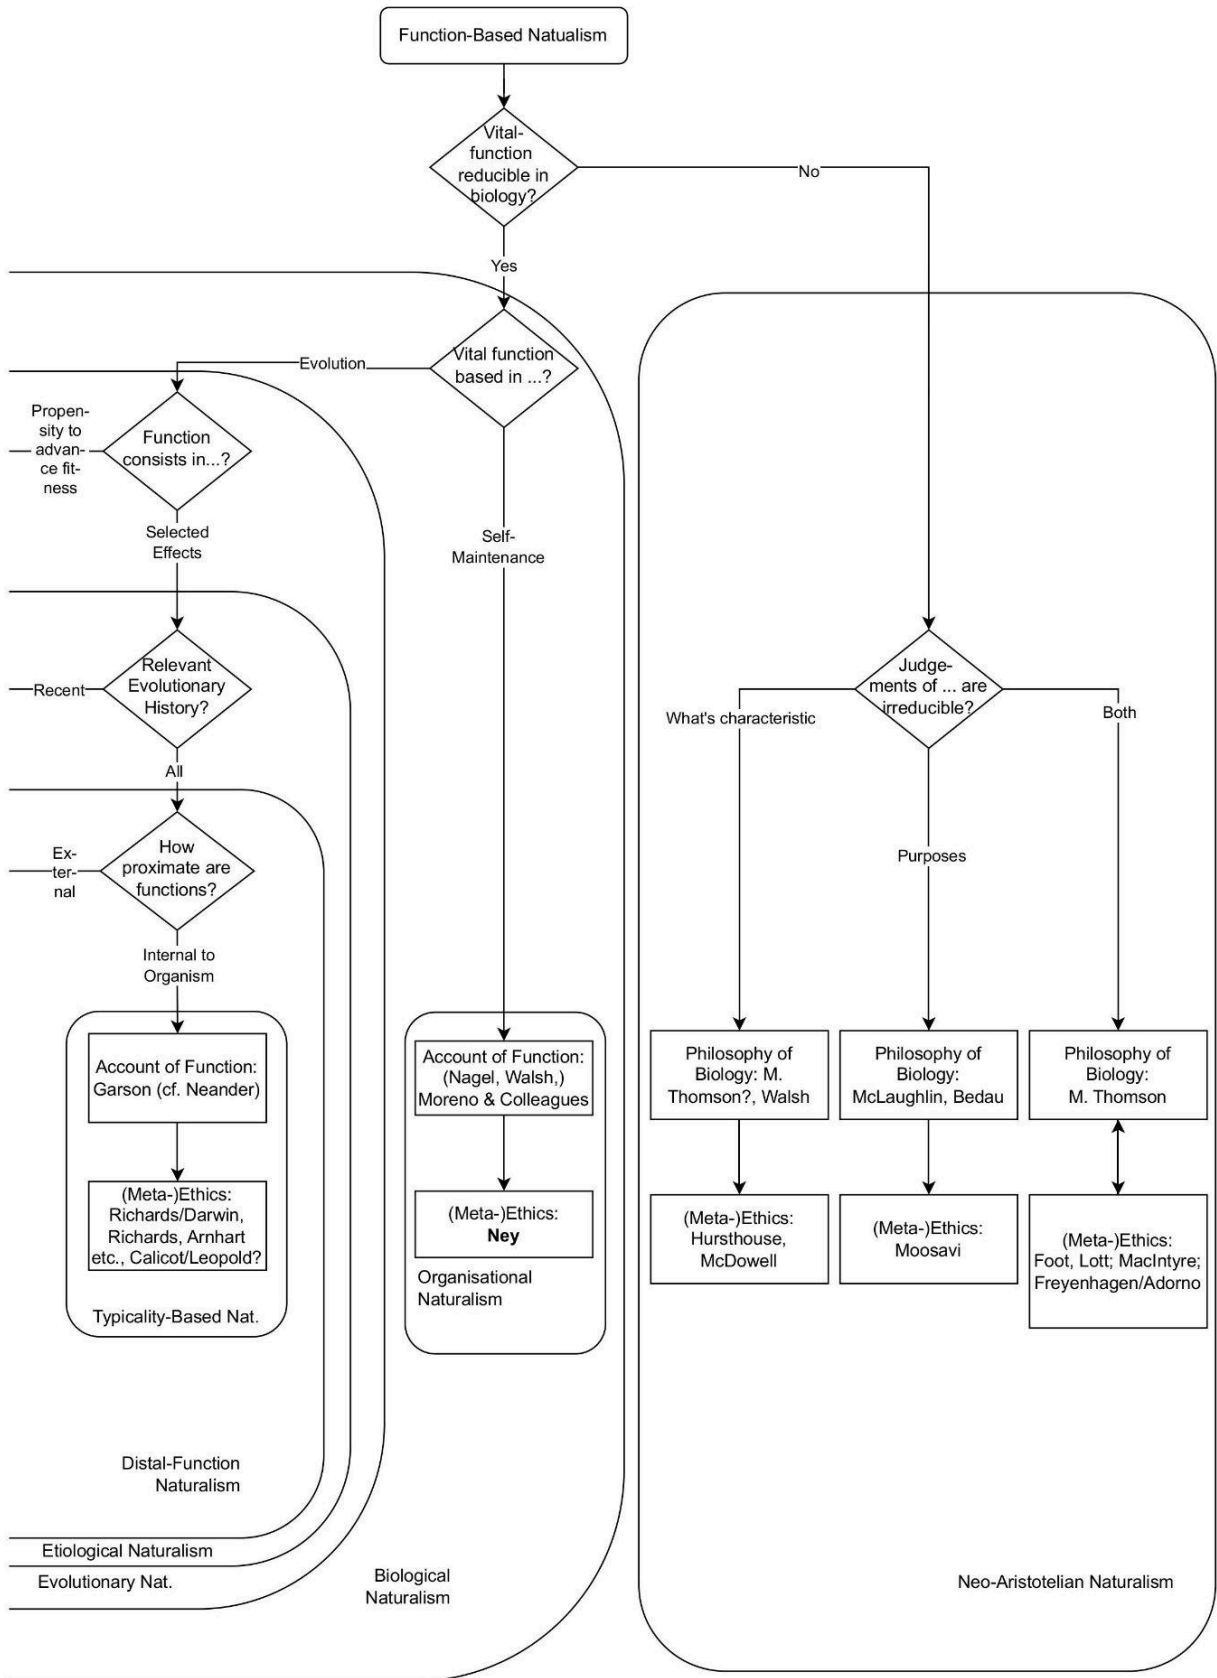 Function-Based Natualism
Vital-
function
reducible in
biology?
No
Yes
Vital function
based in ...?
Evolution
Propen-
sity to
advan-
ce fit-
ness
Function
consists in...?
Selected
Effects
Self-
Maintenance
Relevant
Evolutionary
History?
Recent
All
Judge-
ments of ... are
irreducible?
What's characteristic
Both
Purposes
How
proximate are
functions?
Ex-
ter-
nal
Internal to
Organism
Account of Function:
Garson (cf. Neander)
(Meta-)Ethics:
Richards/Darwin,
Richards, Arnhart
etc., Calicot/Leopold?
Typicality-Based Nat.
Account of Function:
(Nagel, Walsh,)
Moreno & Colleagues
(Meta-)Ethics:
Ney
Organisational
Naturalism
Philosophy of
Biology: M.
Thomson?, Walsh
Philosophy of
Biology:
McLaughlin, Bedau
Philosophy of
Biology:
M. Thomson
(Meta-)Ethics:
Hursthouse,
McDowell
(Meta-)Ethics:
Moosavi
(Meta-)Ethics:
Foot, Lott; MacIntyre;
Freyenhagen/Adorno
Distal-Function
Naturalism
Etiological Naturalism
Evolutionary Nat.
Biological
Naturalism
Neo-Aristotelian Naturalism